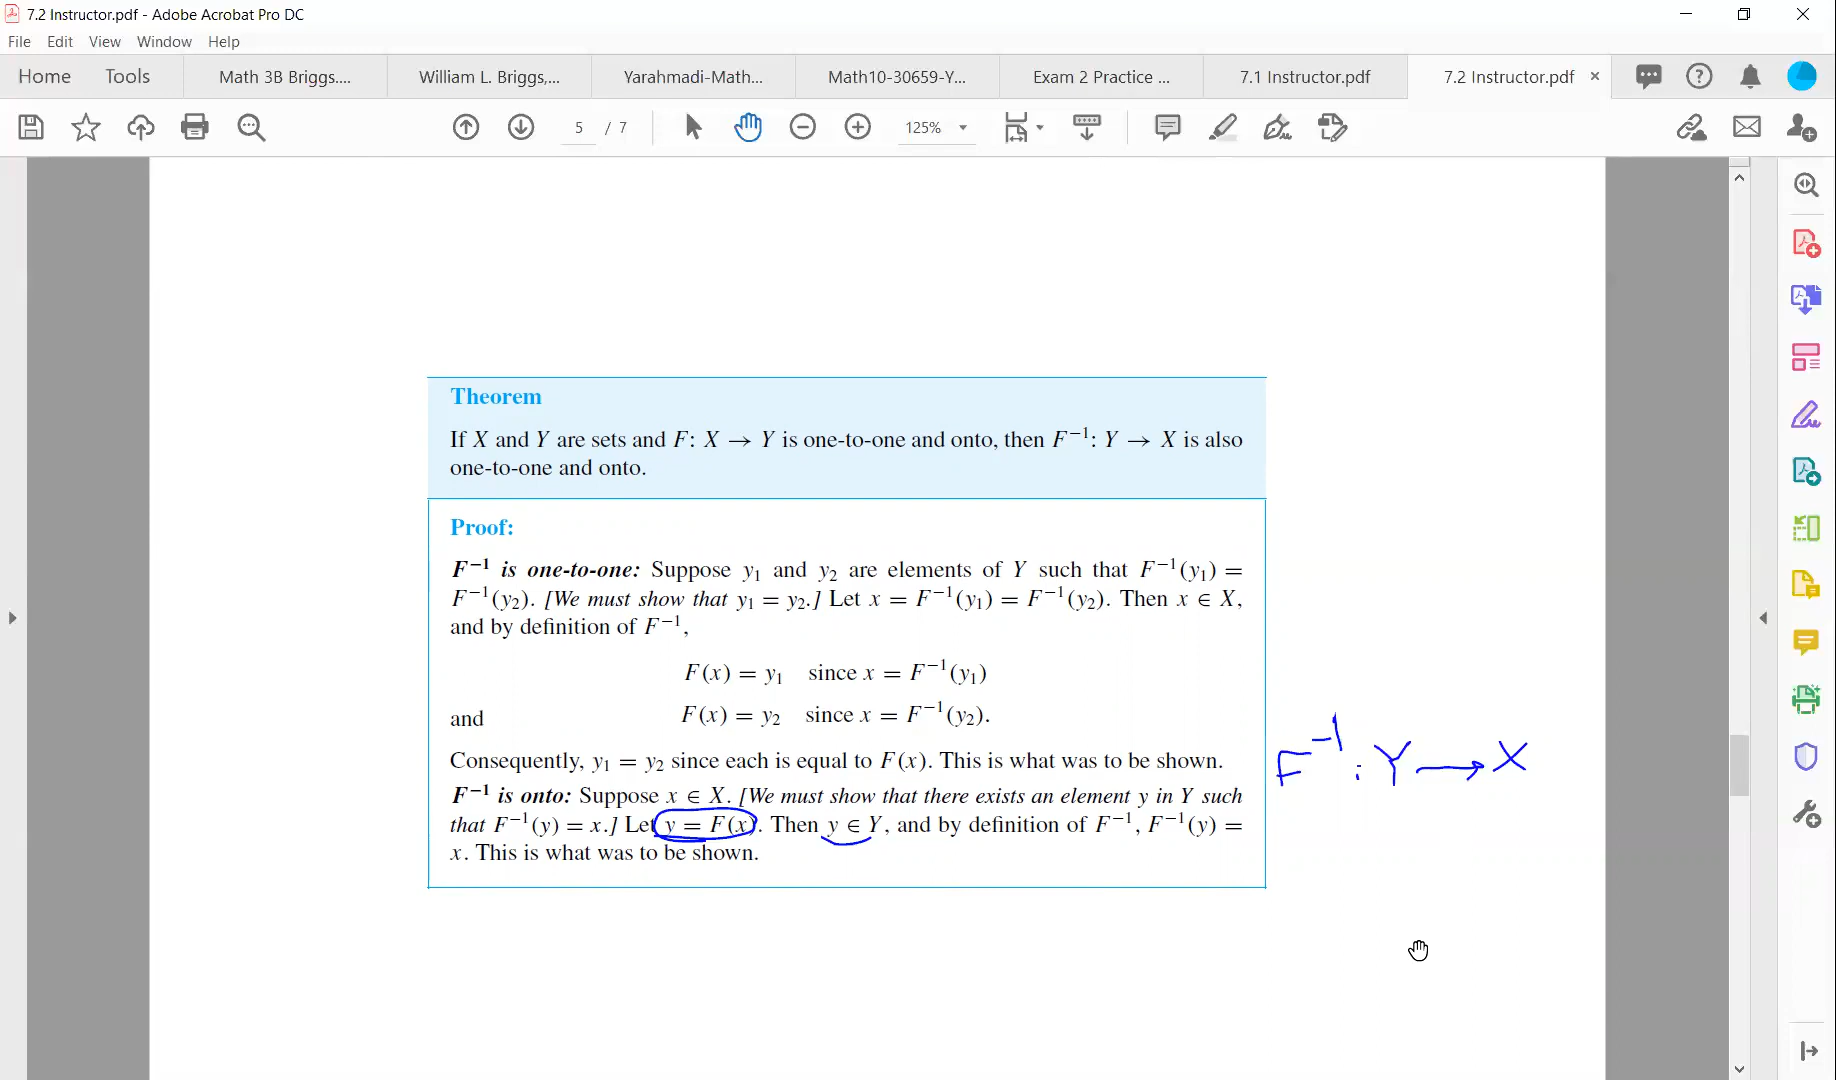 7.2 Instructor.pdf - Adobe Acrobat Pro DC
File Edit View Window Help
Home Tools Math 3B Briggs.... William L. Briggs,... Yarahmadi-Math... Math10-30659-Y... Exam 2 Practice ... 7.1 Instructor.pdf 7.2 Instructor.pdf ×
5 / 7 125%
Theorem
If X and Y are sets and F: X → Y is one-to-one and onto, then F⁻¹: Y → X is also
one-to-one and onto.
Proof:
F⁻¹ is one-to-one: Suppose y₁ and y₂ are elements of Y such that F⁻¹(y₁) =
F⁻¹(y₂). [We must show that y₁ = y₂.] Let x = F⁻¹(y₁) = F⁻¹(y₂). Then x ∈ X,
and by definition of F⁻¹,
F(x) = y₁ since x = F⁻¹(y₁)
and F(x) = y₂ since x = F⁻¹(y₂).
Consequently, y₁ = y₂ since each is equal to F(x). This is what was to be shown.
F⁻¹ : Y → X
F⁻¹ is onto: Suppose x ∈ X. [We must show that there exists an element y in Y such
that F⁻¹(y) = x.] Let y = F(x). Then y ∈ Y, and by definition of F⁻¹, F⁻¹(y) =
x. This is what was to be shown.